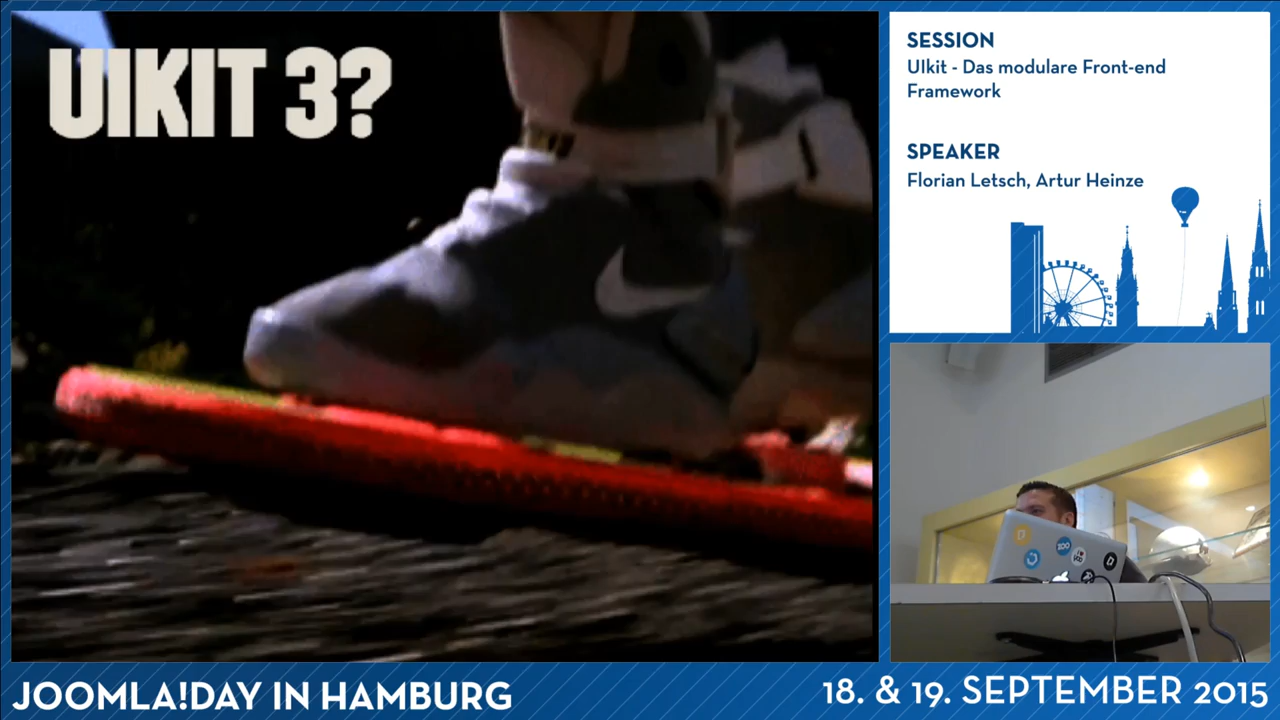 UIKIT 3?
SESSION
UIkit - Das modulare Front-end
Framework
SPEAKER
Florian Letsch, Artur Heinze
ZOO
JOOMLA!DAY IN HAMBURG
18. & 19. SEPTEMBER 2015